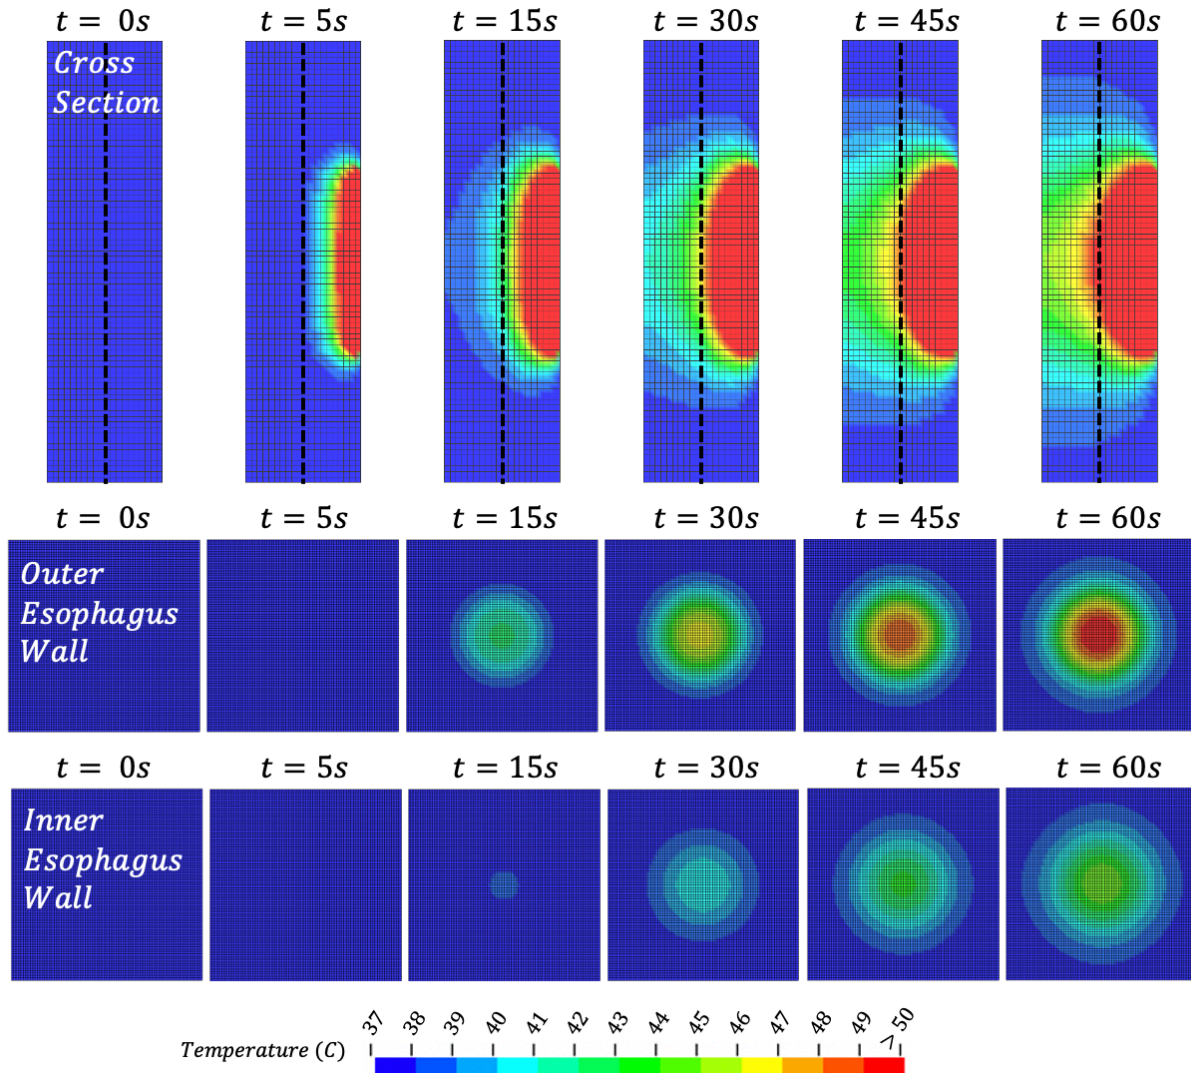 t = 0s t = 5s t = 15s t = 30s t = 45s t = 60s
Cross
Section
t = 0s t = 5s t = 15s t = 30s t = 45s t = 60s
Outer
Esophagus
Wall
t = 0s t = 5s t = 15s t = 30s t = 45s t = 60s
Inner
Esophagus
Wall
37 38 39 40 41 42 43 44 45 46 47 48 49 > 50
Temperature (C)